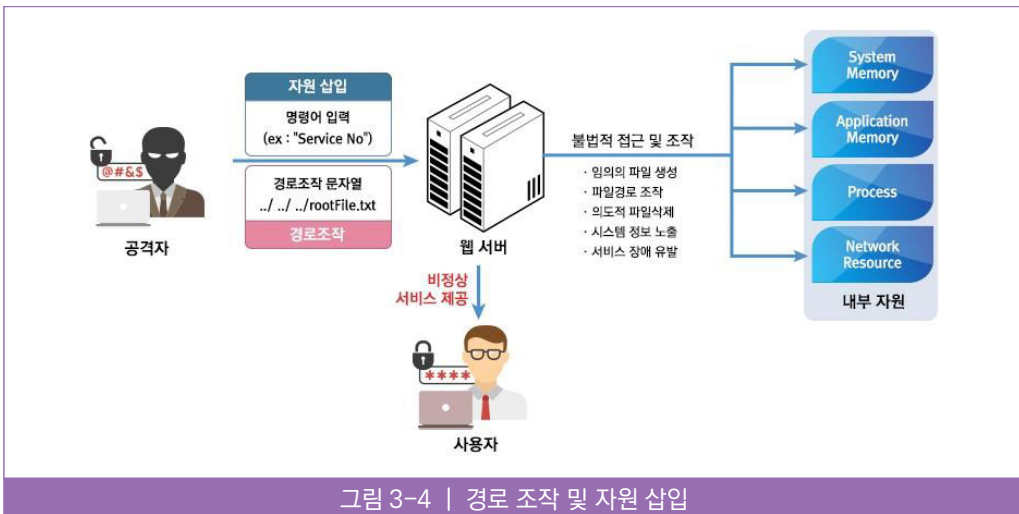 자원 삽입
명령어 입력
(ex : "Service No")
경로조작 문자열
../ ../ ../rootFile.txt
경로조작
@#&$
공격자
웹 서버
불법적 접근 및 조작
· 임의의 파일 생성
· 파일경로 조작
· 의도적 파일삭제
· 시스템 정보 노출
· 서비스 장애 유발
System
Memory
Application
Memory
Process
Network
Resource
내부 자원
비정상
서비스 제공
****
사용자
그림 3-4 | 경로 조작 및 자원 삽입